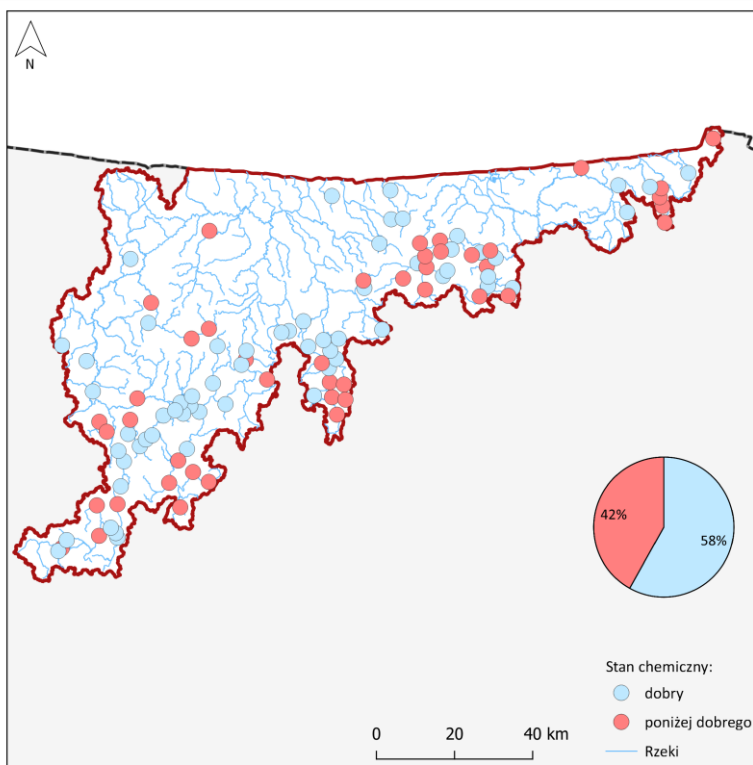 N
42%
58%
Stan chemiczny:
dobry
poniżej dobrego
Rzeki
0 20 40 km